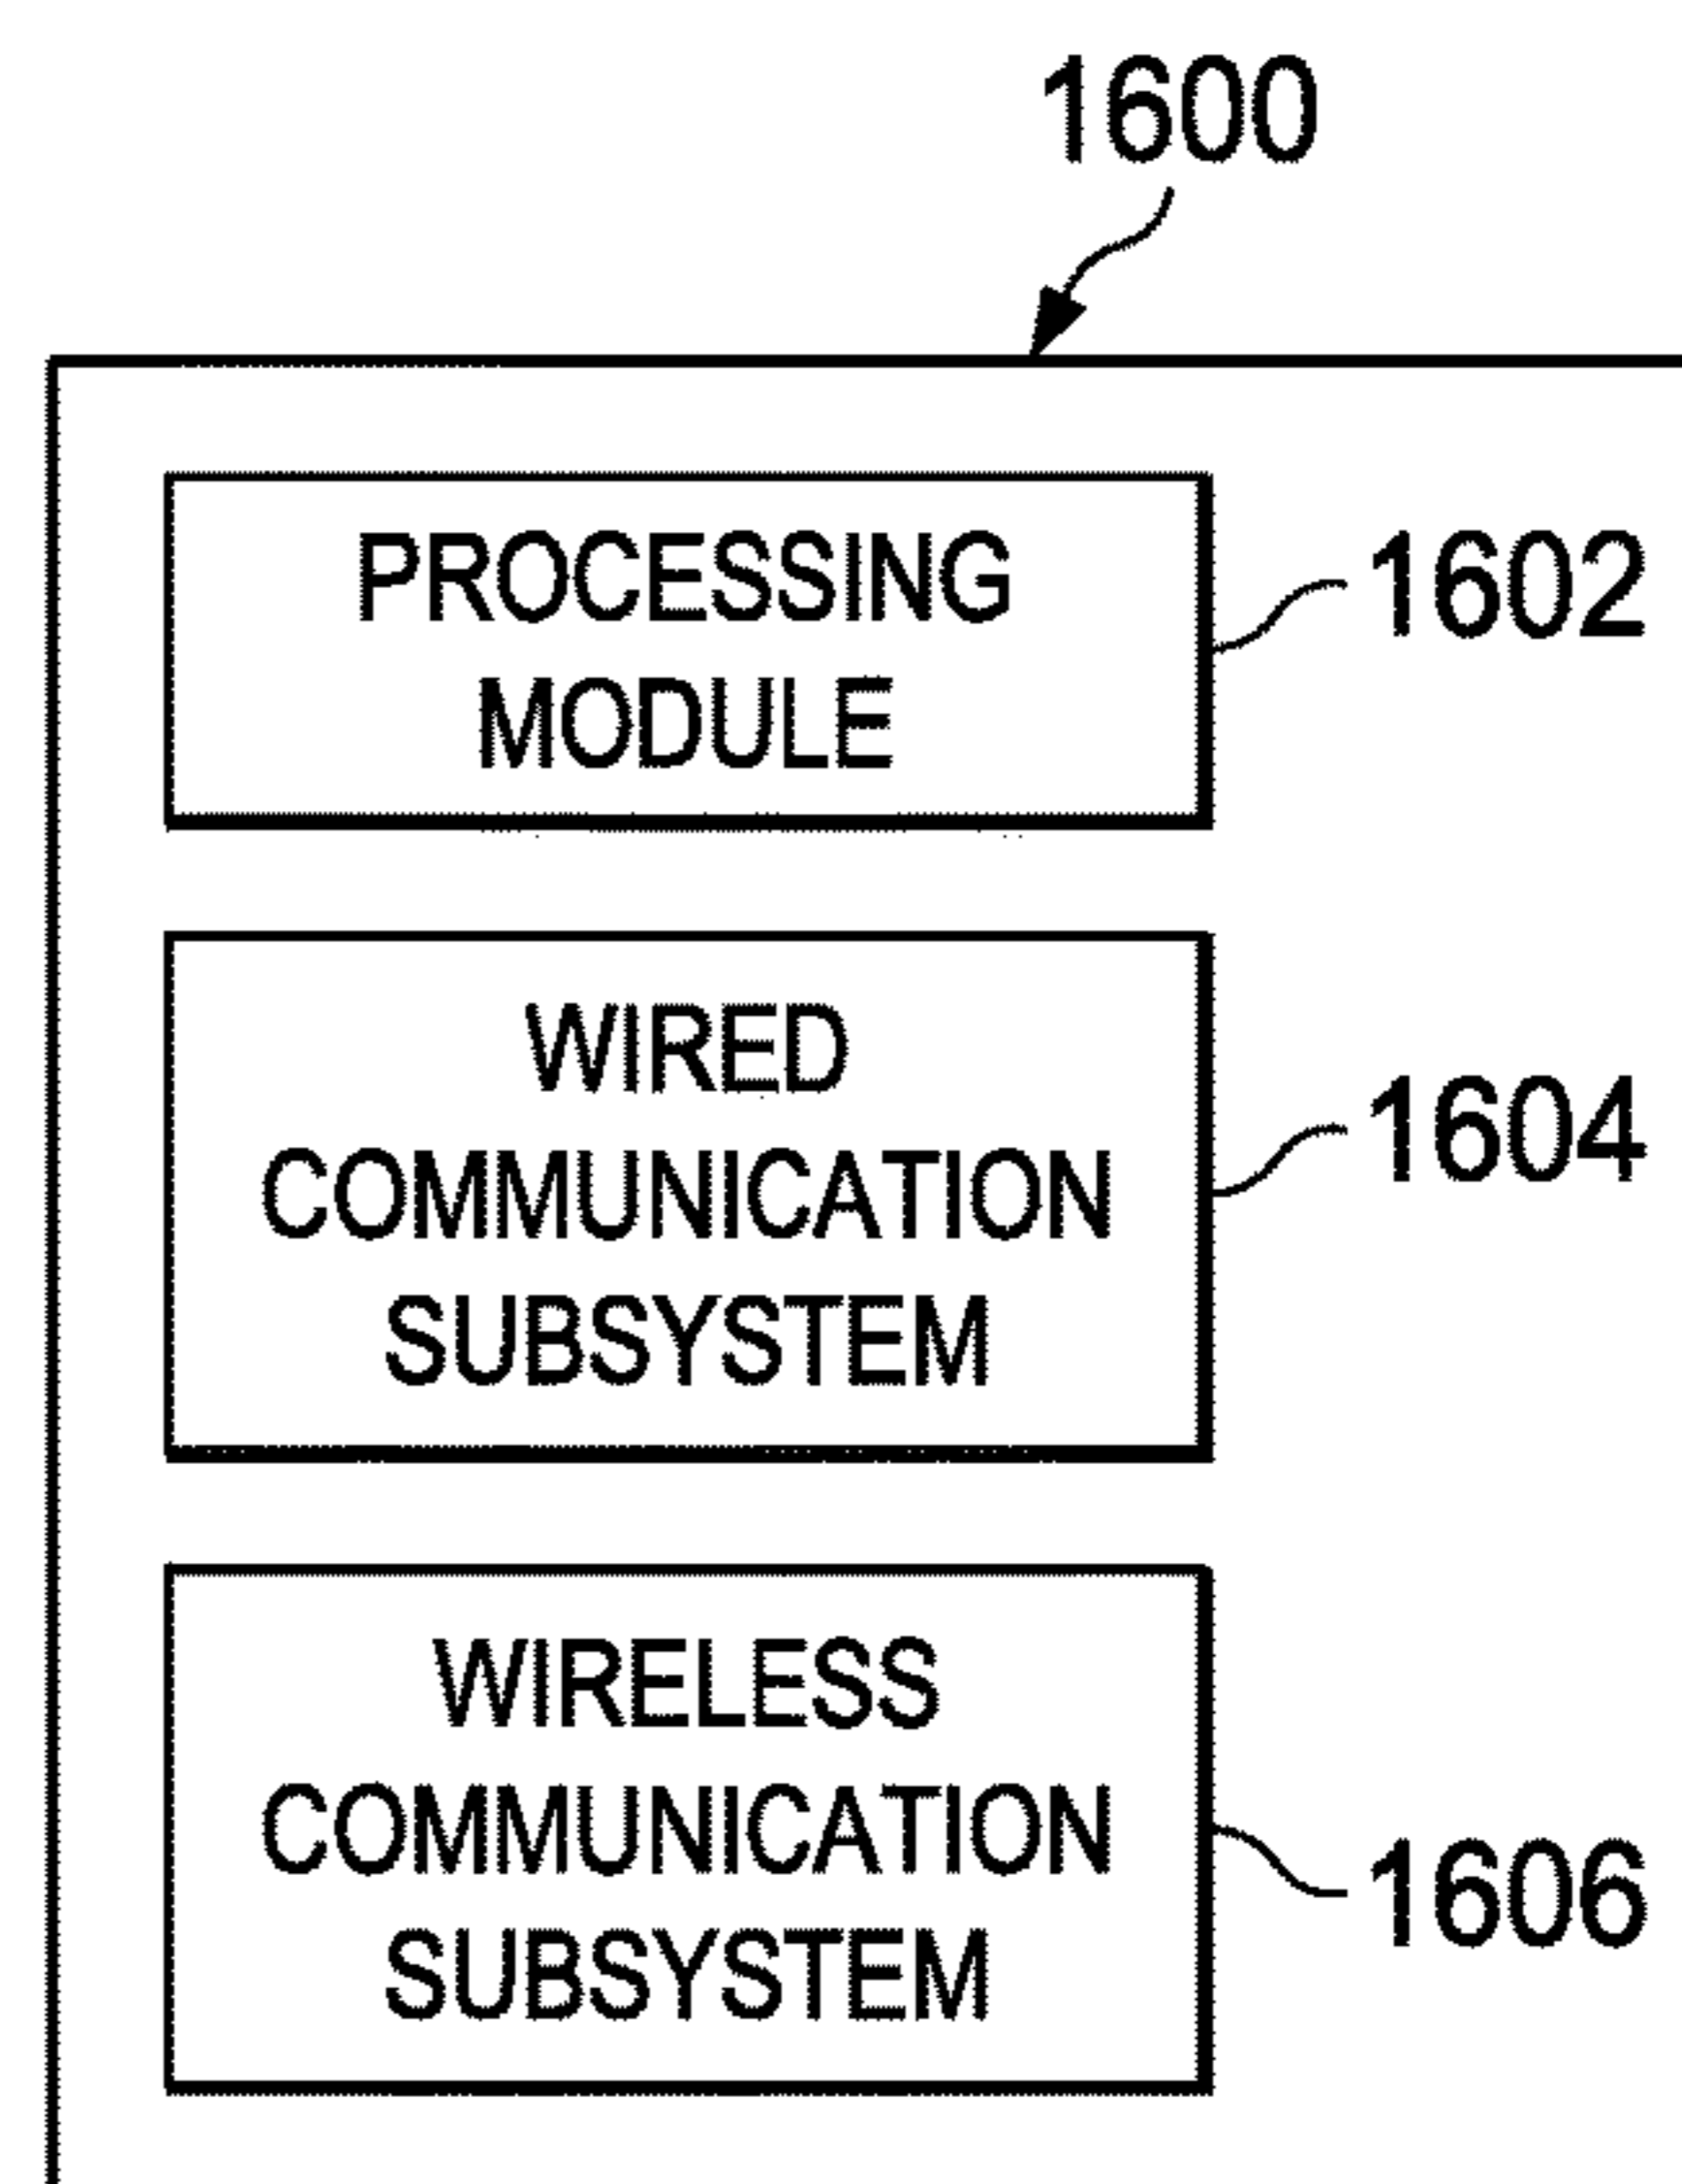 1600
PROCESSING
MODULE
1602
WIRED
COMMUNICATION
SUBSYSTEM
1604
WIRELESS
COMMUNICATION
SUBSYSTEM
1606